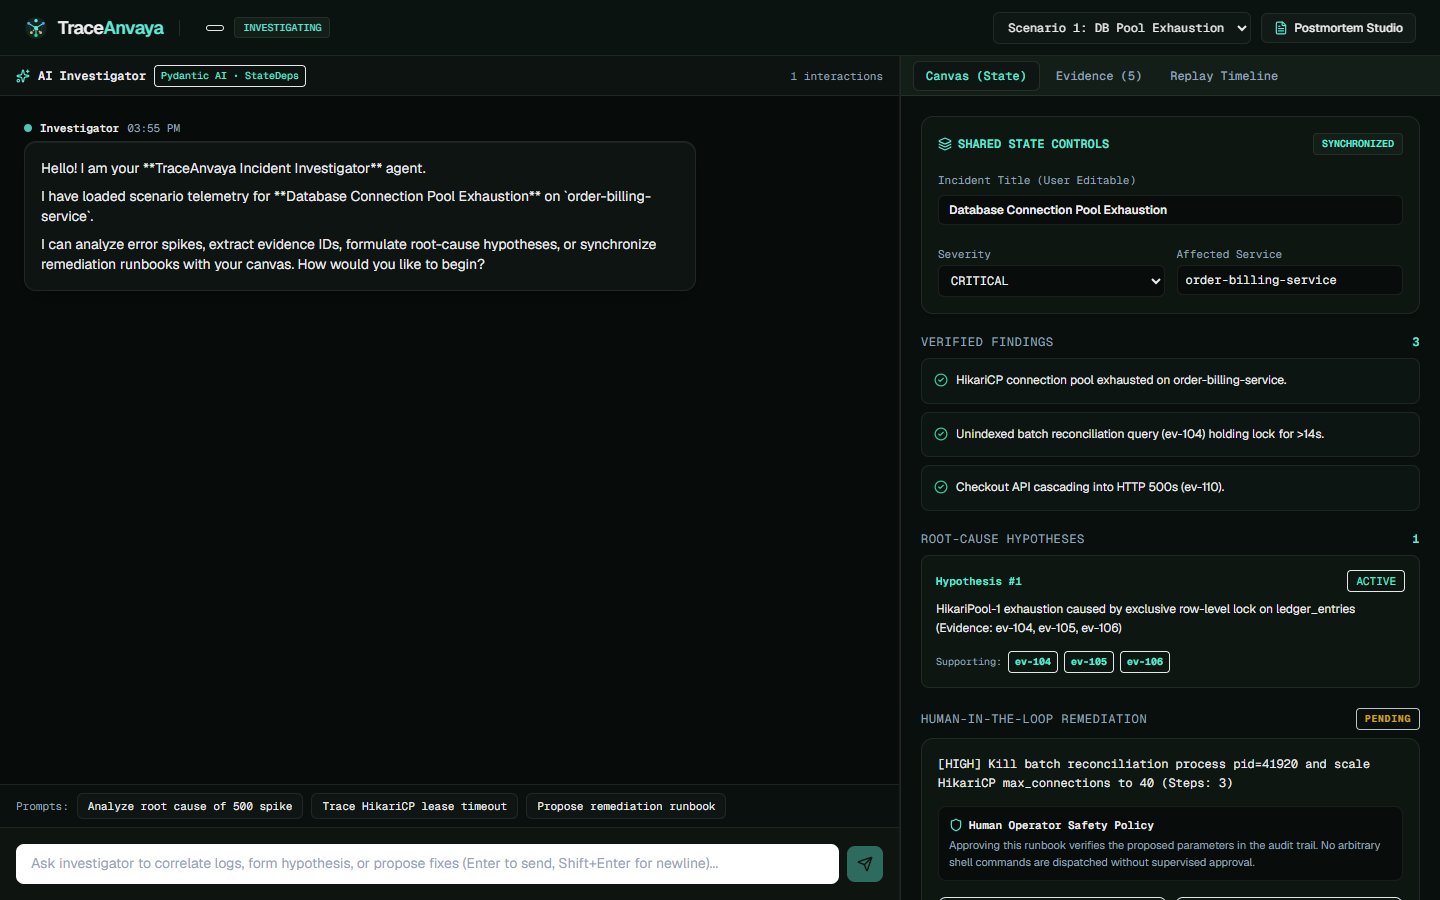 TraceAnvaya
INVESTIGATING
Scenario 1: DB Pool Exhaustion
Postmortem Studio
AI Investigator
Pydantic AI · StateDeps
1 interactions
Canvas (State)
Evidence (5)
Replay Timeline
Investigator 03:55 PM
Hello! I am your **TraceAnvaya Incident Investigator** agent.
I have loaded scenario telemetry for **Database Connection Pool Exhaustion** on `order-billing-
service`.
I can analyze error spikes, extract evidence IDs, formulate root-cause hypotheses, or synchronize
remediation runbooks with your canvas. How would you like to begin?
Prompts:
Analyze root cause of 500 spike
Trace HikariCP lease timeout
Propose remediation runbook
Ask investigator to correlate logs, form hypothesis, or propose fixes (Enter to send, Shift+Enter for newline)...
SHARED STATE CONTROLS
SYNCHRONIZED
Incident Title (User Editable)
Database Connection Pool Exhaustion
Severity
Affected Service
CRITICAL
order-billing-service
VERIFIED FINDINGS
3
HikariCP connection pool exhausted on order-billing-service.
Unindexed batch reconciliation query (ev-104) holding lock for >14s.
Checkout API cascading into HTTP 500s (ev-110).
ROOT-CAUSE HYPOTHESES
1
Hypothesis #1
ACTIVE
HikariPool-1 exhaustion caused by exclusive row-level lock on ledger_entries
(Evidence: ev-104, ev-105, ev-106)
Supporting:
ev-104
ev-105
ev-106
HUMAN-IN-THE-LOOP REMEDIATION
PENDING
[HIGH] Kill batch reconciliation process pid=41920 and scale
HikariCP max_connections to 40 (Steps: 3)
Human Operator Safety Policy
Approving this runbook verifies the proposed parameters in the audit trail. No arbitrary
shell commands are dispatched without supervised approval.